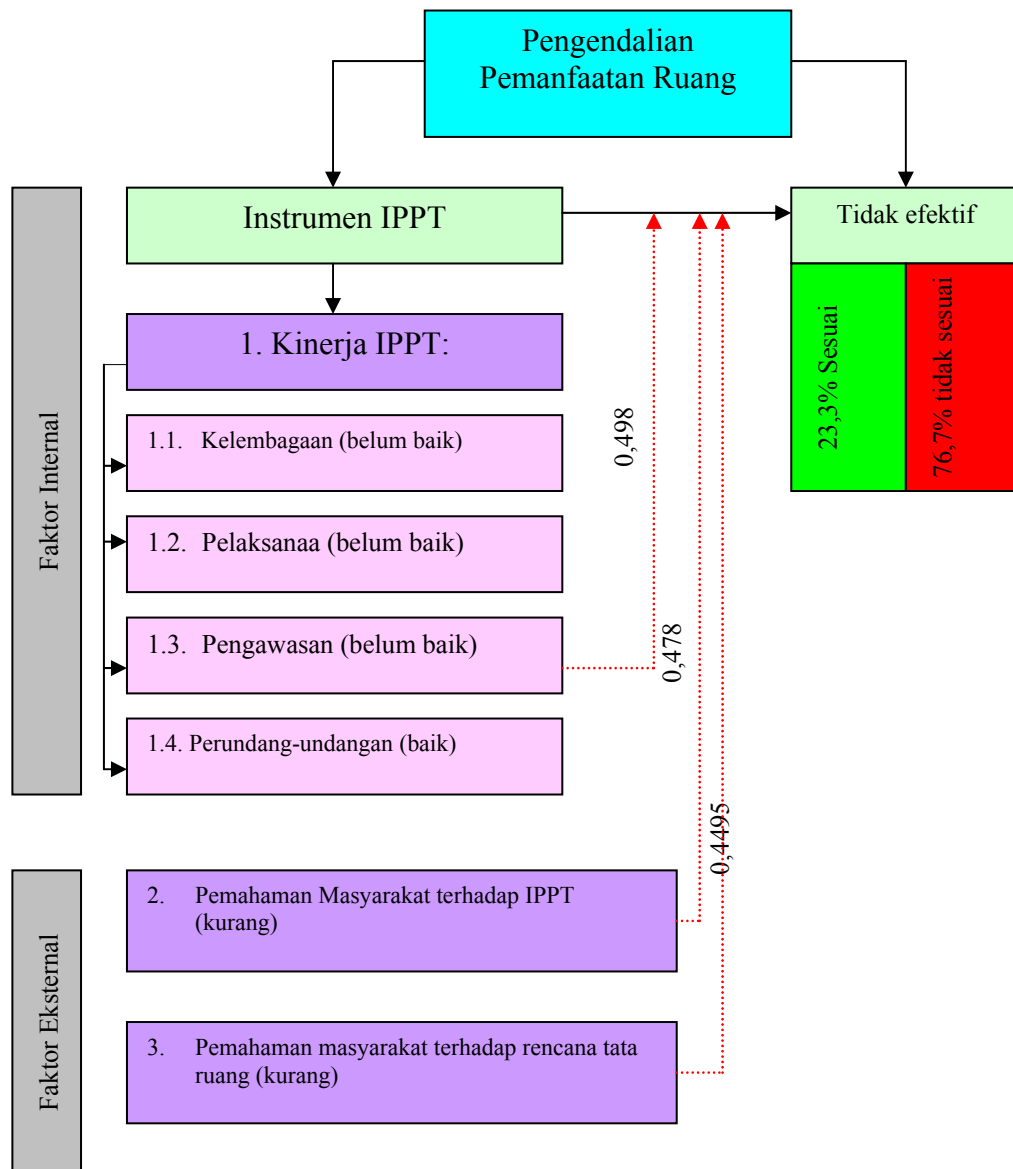 Pengendalian
Pemanfaatan Ruang
Instrumen IPPT
Tidak efektif
23,3% Sesuai
76,7% tidak sesuai
Faktor Internal
1. Kinerja IPPT:
1.1. Kelembagaan (belum baik)
1.2. Pelaksanaa (belum baik)
1.3. Pengawasan (belum baik)
1.4. Perundang-undangan (baik)
0,498
0,478
0,4495
Faktor Eksternal
2. Pemahaman Masyarakat terhadap IPPT
(kurang)
3. Pemahaman masyarakat terhadap rencana tata
ruang (kurang)